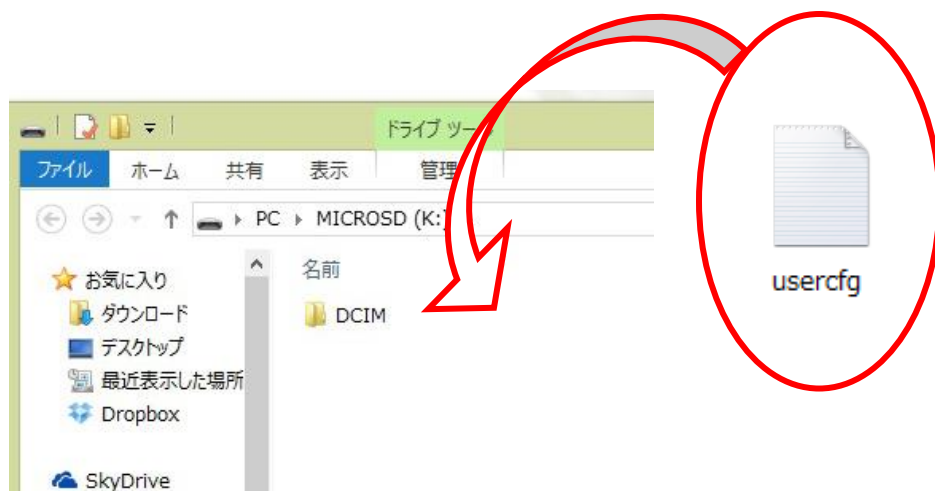 ドライブ ツール
ファイル ホーム 共有 表示 管理
PC MICROSD (K:)
お気に入り
名前
ダウンロード
DCIM
デスクトップ
最近表示した場所
Dropbox
SkyDrive
usercfg